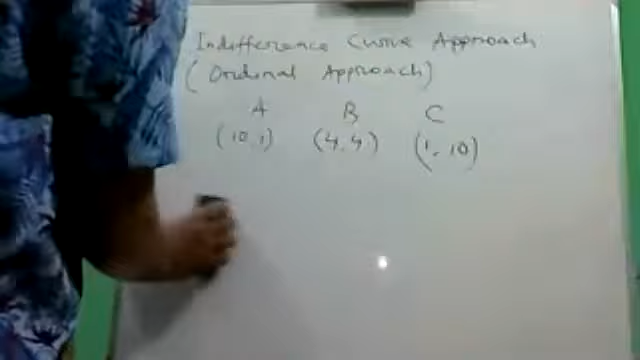 Indifference Curve Approach
(Ordinal Approach)
A B C
(10,1) (4,4) (1,10)